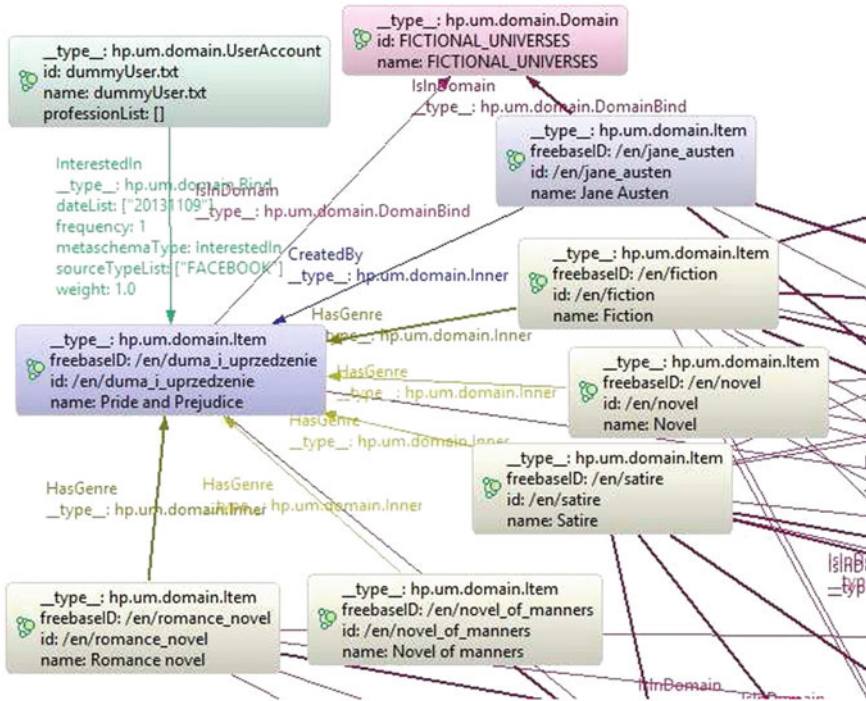 __type__: hp.um.domain.Domain
id: FICTIONAL_UNIVERSES
name: FICTIONAL_UNIVERSES
__type__: hp.um.domain.UserAccount
id: dummyUser.txt
name: dummyUser.txt
professionList: []
IsInDomain
__type__: hp.um.domain.DomainBind
__type__: hp.um.domain.Item
freebaseID: /en/jane_austen
id: /en/jane_austen
name: Jane Austen
InterestedIn
__type__: hp.um.domain.Bind
dateList: ["20131109"]
frequency: 1
metaschemaType: InterestedIn
sourceTypeList: ["FACEBOOK"]
weight: 1.0
IsInDomain
__type__: hp.um.domain.DomainBind
CreatedBy
__type__: hp.um.domain.Inner
__type__: hp.um.domain.Item
freebaseID: /en/fiction
id: /en/fiction
name: Fiction
HasGenre
__type__: hp.um.domain.Inner
__type__: hp.um.domain.Item
freebaseID: /en/duma_i_uprzedzenie
id: /en/duma_i_uprzedzenie
name: Pride and Prejudice
HasGenre
__type__: hp.um.domain.Inner
__type__: hp.um.domain.Item
freebaseID: /en/novel
id: /en/novel
name: Novel
HasGenre
__type__: hp.um.domain.Inner
__type__: hp.um.domain.Item
freebaseID: /en/satire
id: /en/satire
name: Satire
HasGenre
__type__: hp.um.domain.Inner
HasGenre
__type__: hp.um.domain.Inner
__type__: hp.um.domain.Item
freebaseID: /en/romance_novel
id: /en/romance_novel
name: Romance novel
__type__: hp.um.domain.Item
freebaseID: /en/novel_of_manners
id: /en/novel_of_manners
name: Novel of manners
IsInDomain